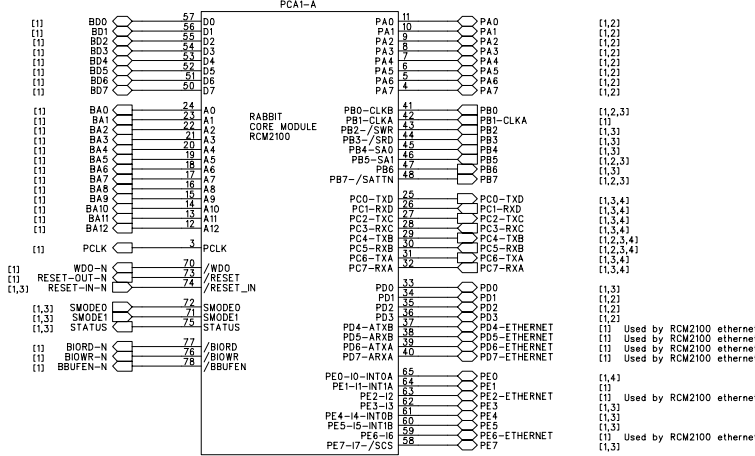 PCA1-A
[1] BD0 57 D0 PA0 11 PA0 [1,2]
[1] BD1 56 D1 PA1 10 PA1 [1,2]
[1] BD2 55 D2 PA2 9 PA2 [1,2]
[1] BD3 54 D3 PA3 8 PA3 [1,2]
[1] BD4 53 D4 PA4 7 PA4 [1,2]
[1] BD5 52 D5 PA5 6 PA5 [1,2]
[1] BD6 51 D6 PA6 5 PA6 [1,2]
[1] BD7 50 D7 PA7 4 PA7 [1,2]
[1] BA0 24 A0 PB0-CLKB 41 PB0 [1,2,3]
[1] BA1 23 A1 RABBIT PB1-CLKA 42 PB1-CLKA [1]
[1] BA2 22 A2 CORE MODULE PB2-/SWR 43 PB2 [1,3]
[1] BA3 21 A3 RCM2100 PB3-/SRD 44 PB3 [1,3]
[1] BA4 20 A4 PB4-SA0 45 PB4 [1,3]
[1] BA5 19 A5 PB5-SA1 46 PB5 [1,2,3]
[1] BA6 18 A6 PB6 47 PB6 [1,3]
[1] BA7 17 A7 PB7-/SATTN 48 PB7 [1,2,3]
[1] BA8 16 A8
[1] BA9 15 A9 PC0-TXD 25 PC0-TXD [1,3,4]
[1] BA10 14 A10 PC1-RXD 26 PC1-RXD [1,3,4]
[1] BA11 13 A11 PC2-TXC 27 PC2-TXC [1,3,4]
[1] BA12 12 A12 PC3-RXC 28 PC3-RXC [1,3,4]
PC4-TXB 29 PC4-TXB [1,2,3,4]
[1] PCLK 3 PCLK PC5-RXB 30 PC5-RXB [1,2,3,4]
PC6-TXA 31 PC6-TXA [1,3,4]
[1] WDO-N 70 /WDO PC7-RXA 32 PC7-RXA [1,3,4]
[1] RESET-OUT-N 73 /RESET
[1,3] RESET-IN-N 74 /RESET_IN PD0 33 PD0 [1,3]
PD1 34 PD1 [1,2]
[1,3] SMODE0 72 SMODE0 PD2 35 PD2 [1,2]
[1,3] SMODE1 71 SMODE1 PD3 36 PD3 [1,2]
[1,3] STATUS 75 STATUS PD4-ATXB 37 PD4-ETHERNET [1] Used by RCM2100 ethernet
PD5-ARXB 38 PD5-ETHERNET [1] Used by RCM2100 ethernet
[1] BIORD-N 77 /BIORD PD6-ATXA 39 PD6-ETHERNET [1] Used by RCM2100 ethernet
[1] BIOWR-N 76 /BIOWR PD7-ARXA 40 PD7-ETHERNET [1] Used by RCM2100 ethernet
[1] BBUFEN-N 78 /BBUFEN
PE0-I0-INT0A 65 PE0 [1,4]
PE1-I1-INT1A 64 PE1 [1]
PE2-I2 63 PE2-ETHERNET [1] Used by RCM2100 ethernet
PE3-I3 62 PE3 [1,3]
PE4-I4-INT0B 61 PE4 [1,3]
PE5-I5-INT1B 60 PE5 [1,3]
PE6-I6 59 PE6-ETHERNET [1] Used by RCM2100 ethernet
PE7-I7-/SCS 58 PE7 [1,3]